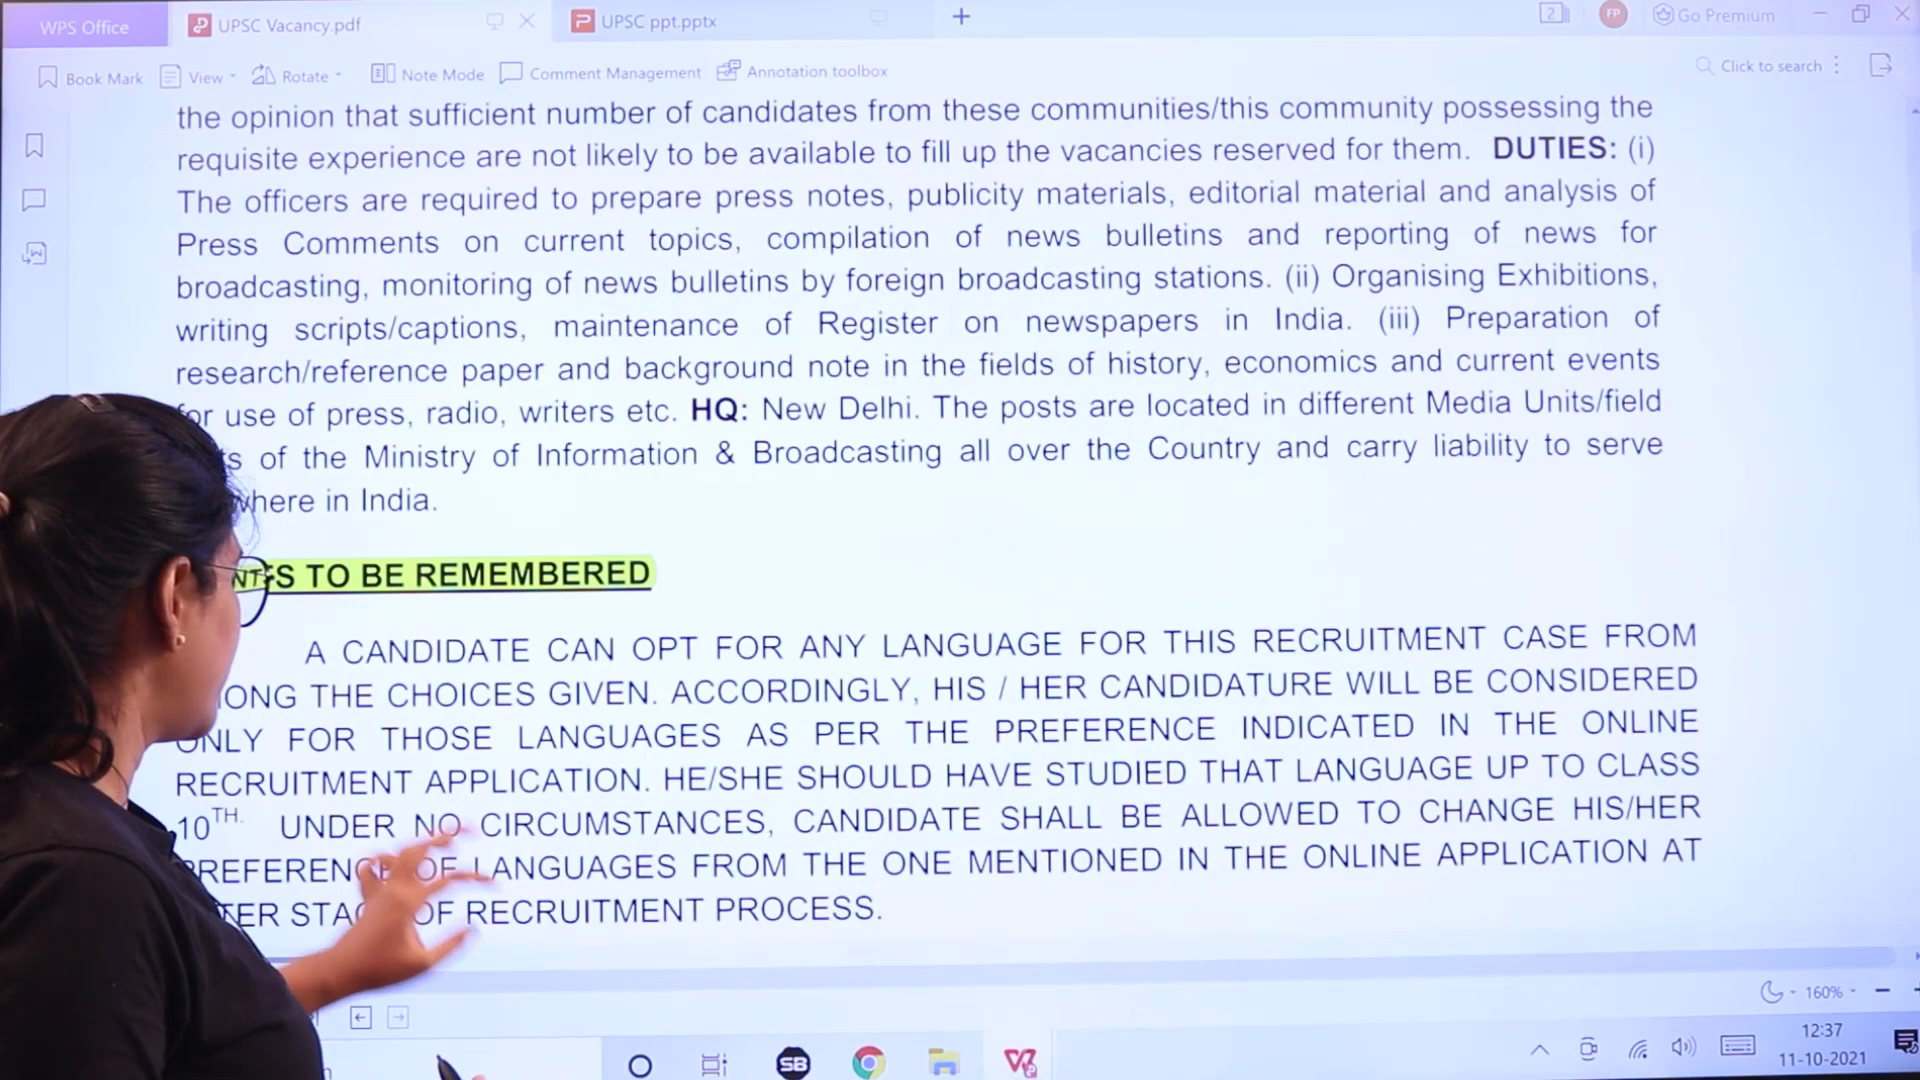 WPS Office
UPSC Vacancy.pdf
UPSC ppt.pptx
2
FP
Go Premium
Book Mark
View
Rotate
Note Mode
Comment Management
Annotation toolbox
Click to search
the opinion that sufficient number of candidates from these communities/this community possessing the
requisite experience are not likely to be available to fill up the vacancies reserved for them. DUTIES: (i)
The officers are required to prepare press notes, publicity materials, editorial material and analysis of
Press Comments on current topics, compilation of news bulletins and reporting of news for
broadcasting, monitoring of news bulletins by foreign broadcasting stations. (ii) Organising Exhibitions,
writing scripts/captions, maintenance of Register on newspapers in India. (iii) Preparation of
research/reference paper and background note in the fields of history, economics and current events
use of press, radio, writers etc. HQ: New Delhi. The posts are located in different Media Units/field
of the Ministry of Information & Broadcasting all over the Country and carry liability to serve
where in India.
TO BE REMEMBERED
A CANDIDATE CAN OPT FOR ANY LANGUAGE FOR THIS RECRUITMENT CASE FROM
ONG THE CHOICES GIVEN. ACCORDINGLY, HIS / HER CANDIDATURE WILL BE CONSIDERED
ONLY FOR THOSE LANGUAGES AS PER THE PREFERENCE INDICATED IN THE ONLINE
RECRUITMENT APPLICATION. HE/SHE SHOULD HAVE STUDIED THAT LANGUAGE UP TO CLASS
10TH. UNDER NO CIRCUMSTANCES, CANDIDATE SHALL BE ALLOWED TO CHANGE HIS/HER
OF LANGUAGES FROM THE ONE MENTIONED IN THE ONLINE APPLICATION AT
OF RECRUITMENT PROCESS.
160%
SB
12:37
11-10-2021